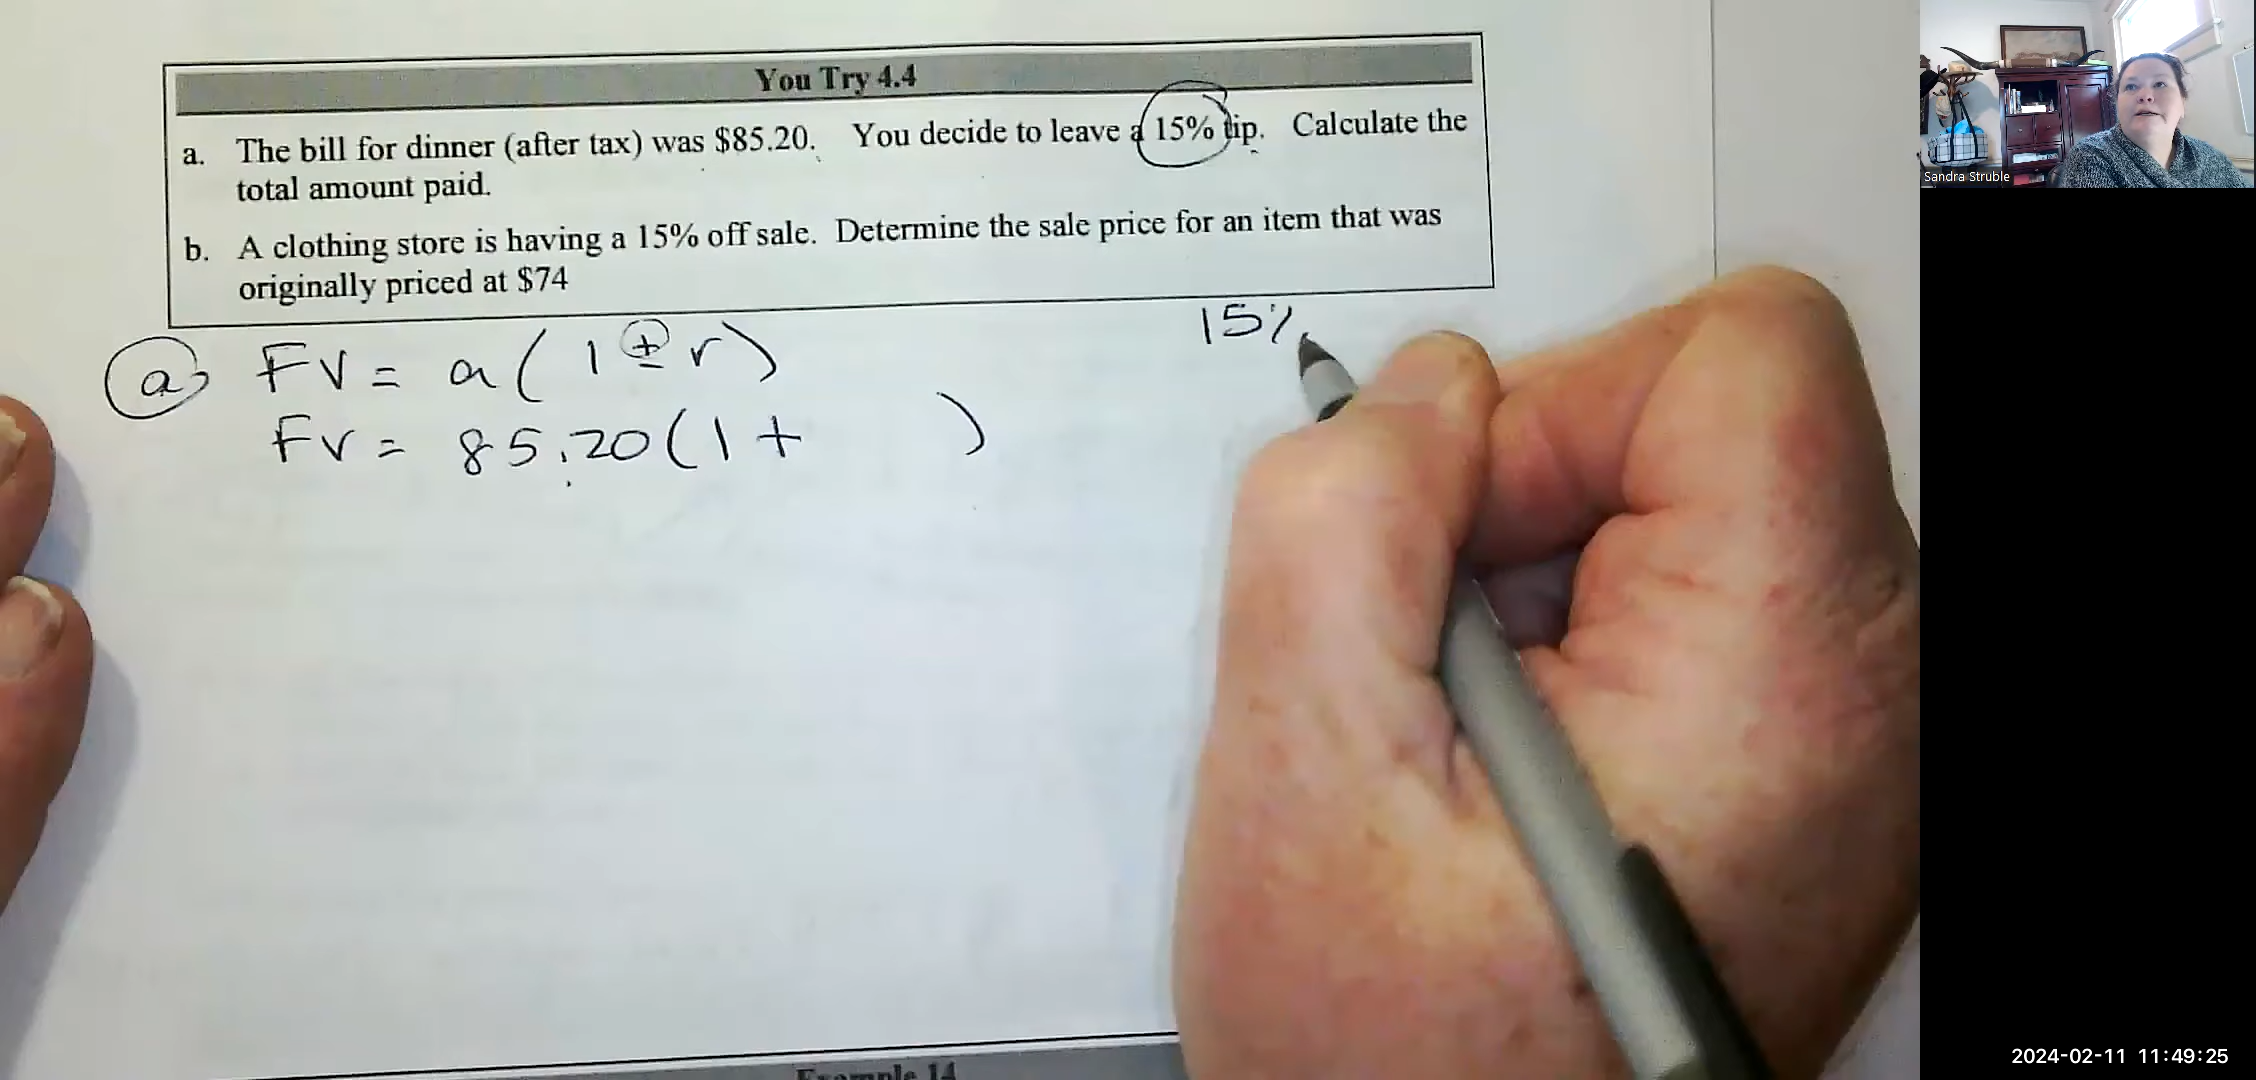 You Try 4.4
a. The bill for dinner (after tax) was $85.20. You decide to leave a 15% tip. Calculate the
total amount paid.
b. A clothing store is having a 15% off sale. Determine the sale price for an item that was
originally priced at $74
15%
a) FV = a(1 ± r)
FV = 85.20(1 + )
Example 14
Sandra Struble
2024-02-11 11:49:25